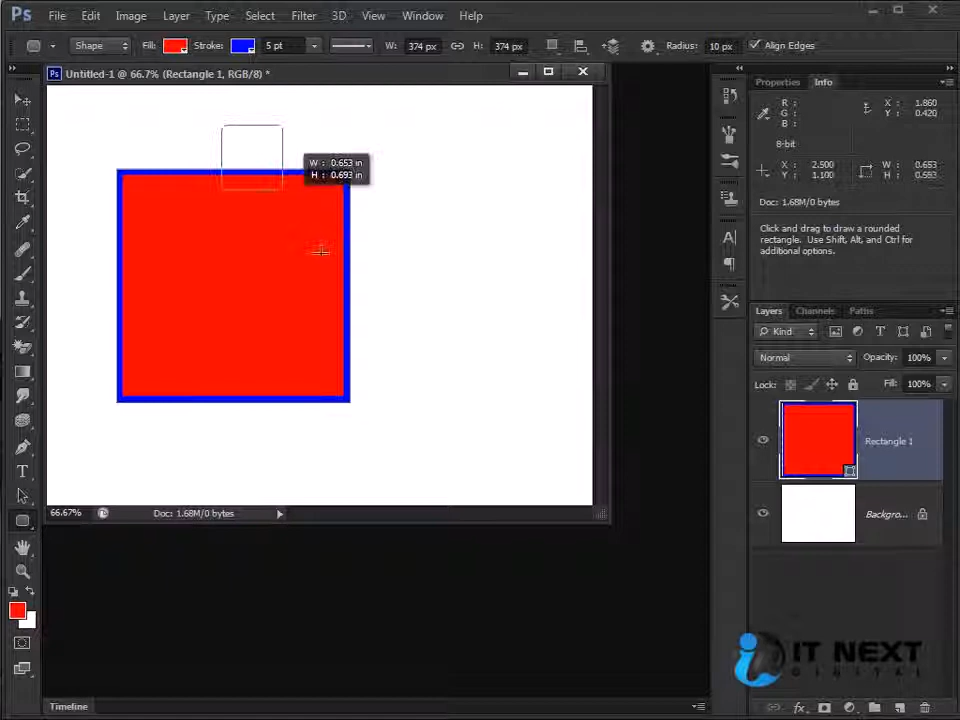 Ps File Edit Image Layer Type Select Filter 3D View Window Help
Shape Fill: Stroke: 5 pt W: 374 px H: 374 px Radius: 10 px Align Edges
Ps Untitled-1 @ 66.7% (Rectangle 1, RGB/8) *
W : 0.653 in
H : 0.693 in
66.67% Doc: 1.68M/0 bytes
Timeline
Properties Info
R :
G :
B :
X : 1.860
Y : 0.420
8-bit
X : 2.500
Y : 1.100
W : 0.653
H : 0.693
Doc: 1.68M/0 bytes
Click and drag to draw a rounded
rectangle. Use Shift, Alt, and Ctrl for
additional options.
Layers Channels Paths
Kind
Normal Opacity: 100%
Lock: Fill: 100%
Rectangle 1
Backgro...
fx
IT NEXT
DIGITAL